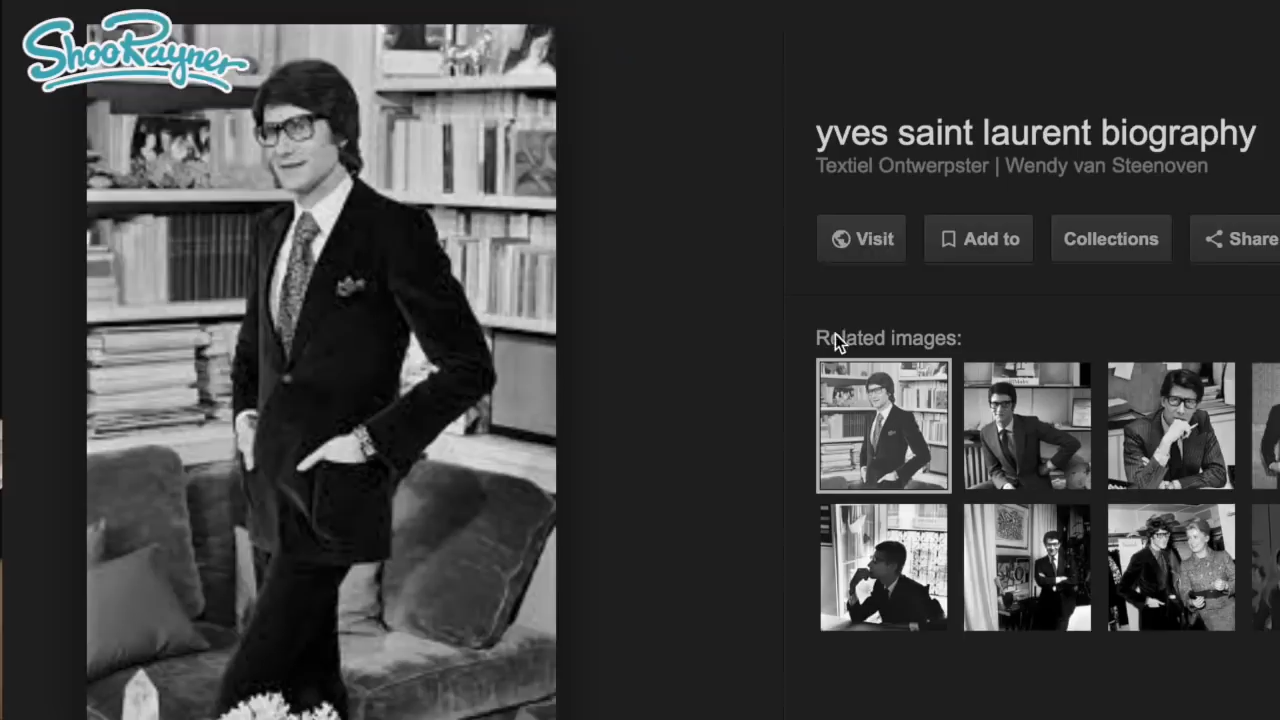 ShooRayner
yves saint laurent biography
Textiel Ontwerpster | Wendy van Steenoven
Visit
Add to
Collections
Share
Related images: